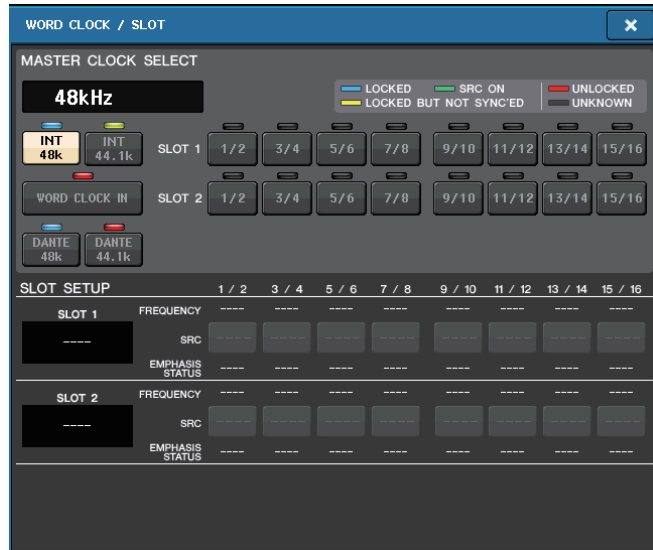 WORD CLOCK / SLOT
MASTER CLOCK SELECT
48kHz
LOCKED SRC ON UNLOCKED
LOCKED BUT NOT SYNC'ED UNKNOWN
INT 48k INT 44.1k SLOT 1 1/2 3/4 5/6 7/8 9/10 11/12 13/14 15/16
WORD CLOCK IN SLOT 2 1/2 3/4 5/6 7/8 9/10 11/12 13/14 15/16
DANTE 48k DANTE 44.1k
SLOT SETUP 1 / 2 3 / 4 5 / 6 7 / 8 9 / 10 11 / 12 13 / 14 15 / 16
SLOT 1 FREQUENCY ---- ---- ---- ---- ---- ---- ---- ----
---- SRC ---- ---- ---- ---- ---- ---- ---- ----
EMPHASIS STATUS ---- ---- ---- ---- ---- ---- ---- ----
SLOT 2 FREQUENCY ---- ---- ---- ---- ---- ---- ---- ----
---- SRC ---- ---- ---- ---- ---- ---- ---- ----
EMPHASIS STATUS ---- ---- ---- ---- ---- ---- ---- ----